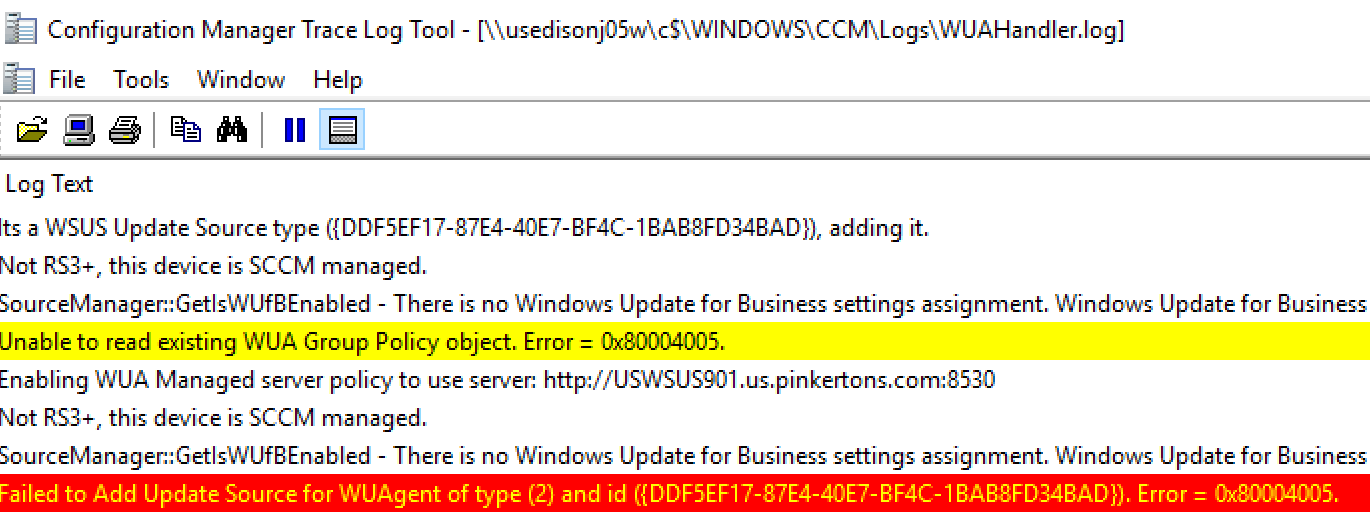 Configuration Manager Trace Log Tool - [\\usedisonj05w\c$\WINDOWS\CCM\Logs\WUAHandler.log]
File Tools Window Help
Log Text
Its a WSUS Update Source type ({DDF5EF17-87E4-40E7-BF4C-1BAB8FD34BAD}), adding it.
Not RS3+, this device is SCCM managed.
SourceManager::GetIsWUfBEnabled - There is no Windows Update for Business settings assignment. Windows Update for Business
Unable to read existing WUA Group Policy object. Error = 0x80004005.
Enabling WUA Managed server policy to use server: http://USWSUS901.us.pinkertons.com:8530
Not RS3+, this device is SCCM managed.
SourceManager::GetIsWUfBEnabled - There is no Windows Update for Business settings assignment. Windows Update for Business
Failed to Add Update Source for WUAgent of type (2) and id ({DDF5EF17-87E4-40E7-BF4C-1BAB8FD34BAD}). Error = 0x80004005.